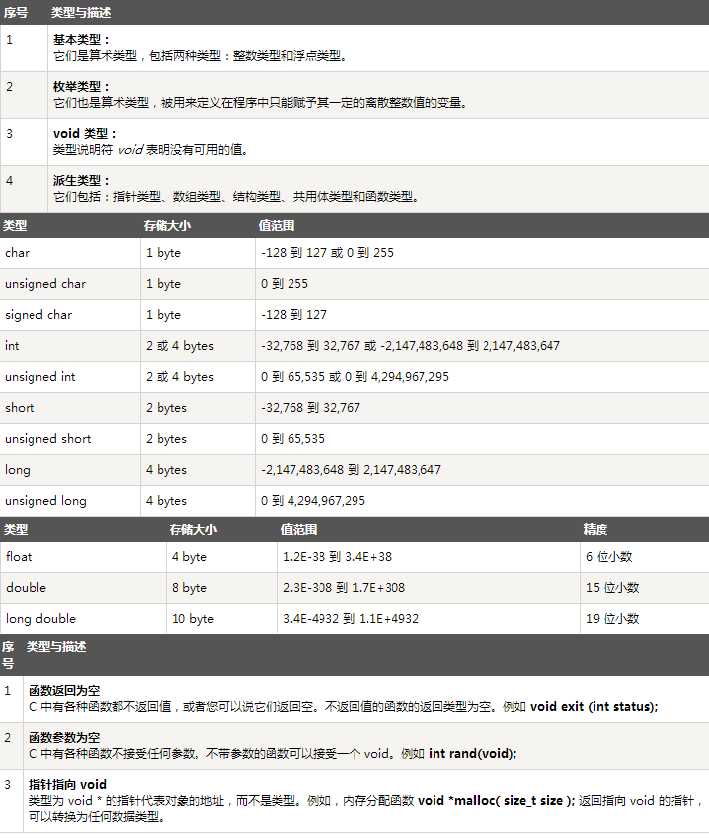 序号 类型与描述
1 基本类型：
它们是算术类型，包括两种类型：整数类型和浮点类型。
2 枚举类型：
它们也是算术类型，被用来定义在程序中只能赋予其一定的离散整数值的变量。
3 void 类型：
类型说明符 void 表明没有可用的值。
4 派生类型：
它们包括：指针类型、数组类型、结构类型、共用体类型和函数类型。
类型 存储大小 值范围
char 1 byte -128 到 127 或 0 到 255
unsigned char 1 byte 0 到 255
signed char 1 byte -128 到 127
int 2 或 4 bytes -32,768 到 32,767 或 -2,147,483,648 到 2,147,483,647
unsigned int 2 或 4 bytes 0 到 65,535 或 0 到 4,294,967,295
short 2 bytes -32,768 到 32,767
unsigned short 2 bytes 0 到 65,535
long 4 bytes -2,147,483,648 到 2,147,483,647
unsigned long 4 bytes 0 到 4,294,967,295
类型 存储大小 值范围 精度
float 4 byte 1.2E-38 到 3.4E+38 6 位小数
double 8 byte 2.3E-308 到 1.7E+308 15 位小数
long double 10 byte 3.4E-4932 到 1.1E+4932 19 位小数
序号 类型与描述
1 函数返回为空
C 中有各种函数都不返回值，或者您可以说它们返回空。不返回值的函数的返回类型为空。例如 void exit (int status);
2 函数参数为空
C 中有各种函数不接受任何参数。不带参数的函数可以接受一个 void。例如 int rand(void);
3 指针指向 void
类型为 void * 的指针代表对象的地址，而不是类型。例如，内存分配函数 void *malloc( size_t size ); 返回指向 void 的指针，
可以转换为任何数据类型。